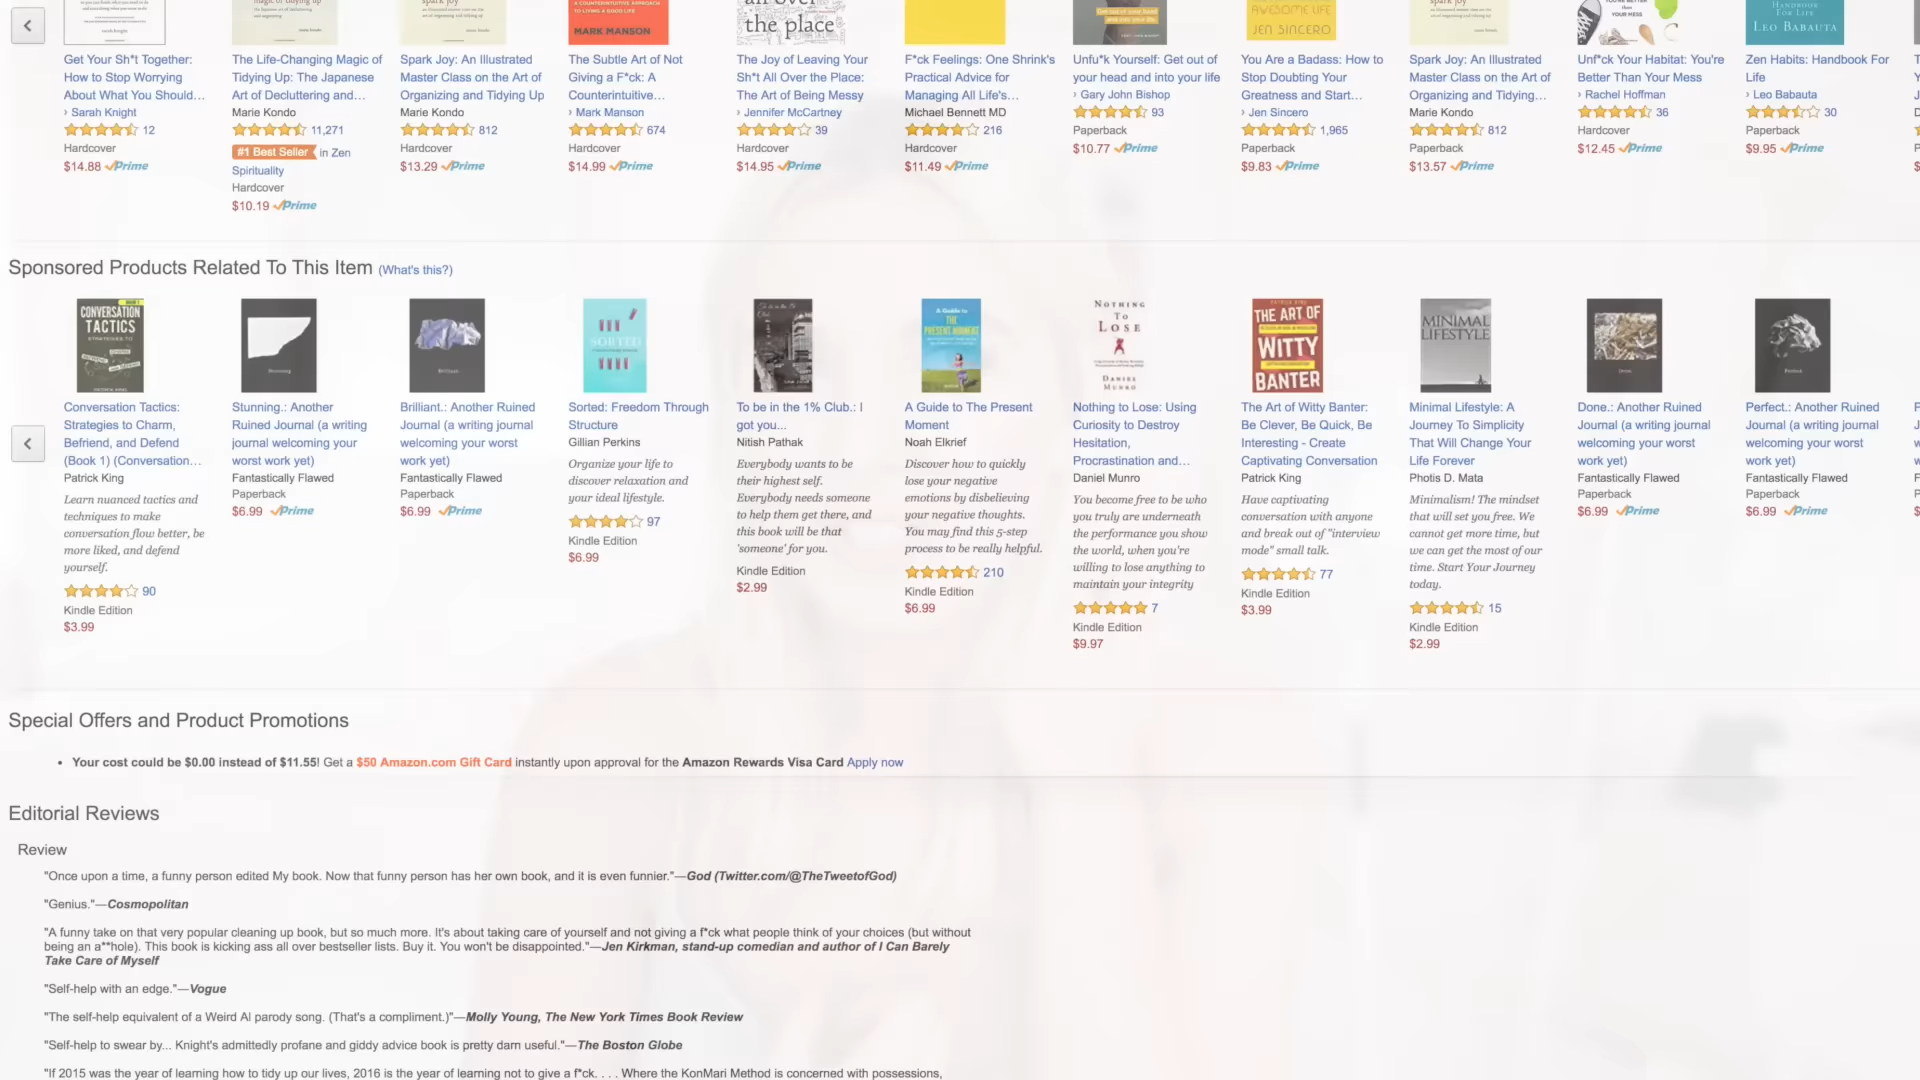 MARK MANSON
the place
JEN SINCERO
HANDBOOK
FOR LIFE
LEO BABAUTA
Get Your Sh*t Together:
How to Stop Worrying
About What You Should…
› Sarah Knight
12
Hardcover
$14.88 Prime
The Life-Changing Magic of
Tidying Up: The Japanese
Art of Decluttering and…
Marie Kondo
11,271
#1 Best Seller in Zen
Spirituality
Hardcover
$10.19 Prime
Spark Joy: An Illustrated
Master Class on the Art of
Organizing and Tidying Up
Marie Kondo
812
Hardcover
$13.29 Prime
The Subtle Art of Not
Giving a F*ck: A
Counterintuitive…
› Mark Manson
674
Hardcover
$14.99 Prime
The Joy of Leaving Your
Sh*t All Over the Place:
The Art of Being Messy
› Jennifer McCartney
39
Hardcover
$14.95 Prime
F*ck Feelings: One Shrink's
Practical Advice for
Managing All Life's…
Michael Bennett MD
216
Hardcover
$11.49 Prime
Unfu*k Yourself: Get out of
your head and into your life
› Gary John Bishop
93
Paperback
$10.77 Prime
You Are a Badass: How to
Stop Doubting Your
Greatness and Start…
› Jen Sincero
1,965
Paperback
$9.83 Prime
Spark Joy: An Illustrated
Master Class on the Art of
Organizing and Tidying…
Marie Kondo
812
Paperback
$13.57 Prime
Unf*ck Your Habitat: You're
Better Than Your Mess
› Rachel Hoffman
36
Hardcover
$12.45 Prime
Zen Habits: Handbook For
Life
› Leo Babauta
30
Paperback
$9.95 Prime
Sponsored Products Related To This Item (What's this?)
CONVERSATION
TACTICS
Conversation Tactics:
Strategies to Charm,
Befriend, and Defend
(Book 1) (Conversation…
Patrick King
Learn nuanced tactics and
techniques to make
conversation flow better, be
more liked, and defend
yourself.
90
Kindle Edition
$3.99
Stunning.: Another
Ruined Journal (a writing
journal welcoming your
worst work yet)
Fantastically Flawed
Paperback
$6.99 Prime
Brilliant.: Another Ruined
Journal (a writing journal
welcoming your worst
work yet)
Fantastically Flawed
Paperback
$6.99 Prime
SORTED
Sorted: Freedom Through
Structure
Gillian Perkins
Organize your life to
discover relaxation and
your ideal lifestyle.
97
Kindle Edition
$6.99
To be in the 1% Club.: I
got you...
Nitish Pathak
Everybody wants to be
their highest self.
Everybody needs someone
to help them get there, and
this book will be that
'someone' for you.
Kindle Edition
$2.99
A Guide to
THE
PRESENT
MOMENT
A Guide to The Present
Moment
Noah Elkrief
Discover how to quickly
lose your negative
emotions by disbelieving
your negative thoughts.
You may find this 5-step
process to be really helpful.
210
Kindle Edition
$6.99
NOTHING
TO
LOSE
DANIEL
MUNRO
Nothing to Lose: Using
Curiosity to Destroy
Hesitation,
Procrastination and…
Daniel Munro
You become free to be who
you truly are underneath
the performance you show
the world, when you're
willing to lose anything to
maintain your integrity
7
Kindle Edition
$9.97
PATRICK KING
THE ART OF
WITTY
BANTER
The Art of Witty Banter:
Be Clever, Be Quick, Be
Interesting - Create
Captivating Conversation
Patrick King
Have captivating
conversation with anyone
and break out of "interview
mode" small talk.
77
Kindle Edition
$3.99
MINIMAL
LIFESTYLE
Minimal Lifestyle: A
Journey To Simplicity
That Will Change Your
Life Forever
Photis D. Mata
Minimalism! The mindset
that will set you free. We
cannot get more time, but
we can get the most of our
time. Start Your Journey
today.
15
Kindle Edition
$2.99
Done.: Another Ruined
Journal (a writing journal
welcoming your worst
work yet)
Fantastically Flawed
Paperback
$6.99 Prime
Perfect.: Another Ruined
Journal (a writing journal
welcoming your worst
work yet)
Fantastically Flawed
Paperback
$6.99 Prime
Special Offers and Product Promotions
• Your cost could be $0.00 instead of $11.55! Get a $50 Amazon.com Gift Card instantly upon approval for the Amazon Rewards Visa Card Apply now
Editorial Reviews
Review
"Once upon a time, a funny person edited My book. Now that funny person has her own book, and it is even funnier."—God (Twitter.com/@TheTweetofGod)
"Genius."—Cosmopolitan
"A funny take on that very popular cleaning up book, but so much more. It's about taking care of yourself and not giving a f*ck what people think of your choices (but without
being an a**hole). This book is kicking ass all over bestseller lists. Buy it. You won't be disappointed."—Jen Kirkman, stand-up comedian and author of I Can Barely
Take Care of Myself
"Self-help with an edge."—Vogue
"The self-help equivalent of a Weird Al parody song. (That's a compliment.)"—Molly Young, The New York Times Book Review
"Self-help to swear by... Knight's admittedly profane and giddy advice book is pretty darn useful."—The Boston Globe
"If 2015 was the year of learning how to tidy up our lives, 2016 is the year of learning not to give a f*ck. . . . Where the KonMari Method is concerned with possessions,